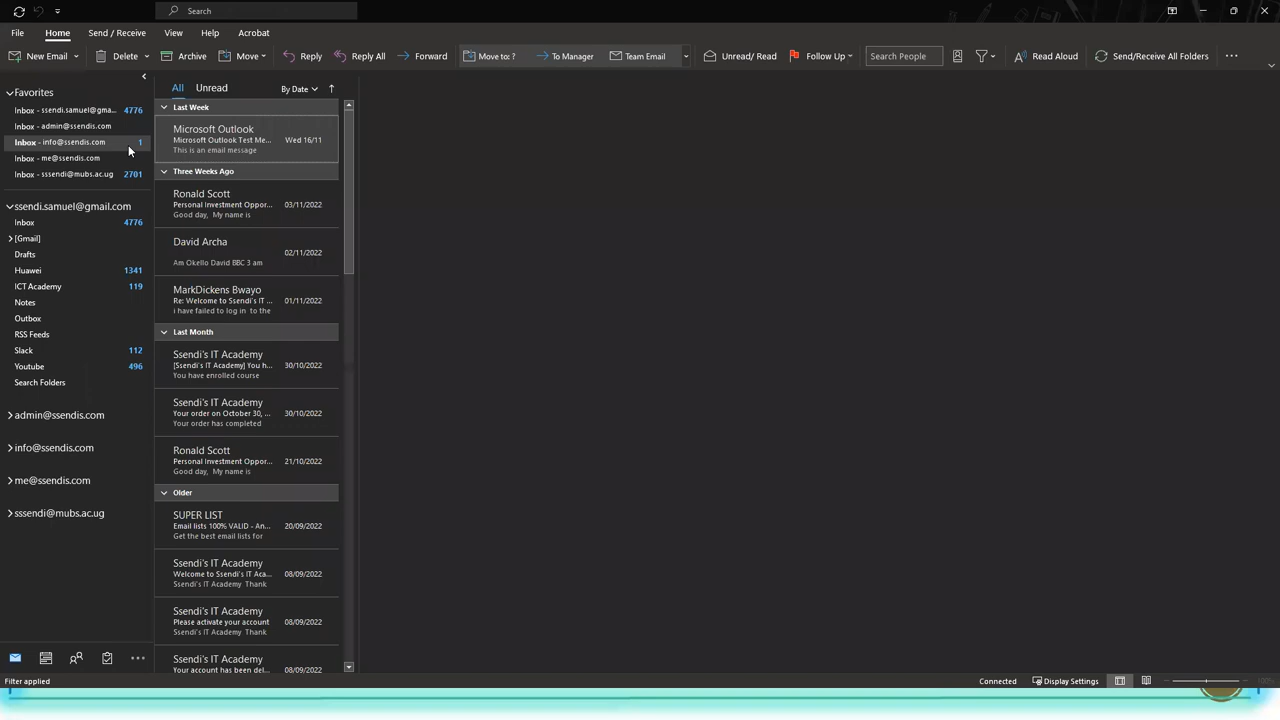 Search
File
Home
Send / Receive
View
Help
Acrobat
New Email
Delete
Archive
Move
Reply
Reply All
Forward
Move to: ?
To Manager
Team Email
Unread/ Read
Follow Up
Search People
Read Aloud
Send/Receive All Folders
Favorites
Inbox - ssendi.samuel@gma... 4776
Inbox - admin@ssendis.com
Inbox - info@ssendis.com 1
Inbox - me@ssendis.com
Inbox - sssendi@mubs.ac.ug 2701
ssendi.samuel@gmail.com
Inbox 4776
[Gmail]
Drafts
Huawei 1341
ICT Academy 119
Notes
Outbox
RSS Feeds
Slack 112
Youtube 496
Search Folders
admin@ssendis.com
info@ssendis.com
me@ssendis.com
sssendi@mubs.ac.ug
All Unread By Date
Last Week
Microsoft Outlook
Microsoft Outlook Test Me... Wed 16/11
This is an email message
Three Weeks Ago
Ronald Scott
Personal Investment Oppor... 03/11/2022
Good day, My name is
David Archa
02/11/2022
Am Okello David BBC 3 am
MarkDickens Bwayo
Re: Welcome to Ssendi's IT ... 01/11/2022
i have failed to log in to the
Last Month
Ssendi's IT Academy
[Ssendi's IT Academy] You h... 30/10/2022
You have enrolled course
Ssendi's IT Academy
Your order on October 30, ... 30/10/2022
Your order has completed
Ronald Scott
Personal Investment Oppor... 21/10/2022
Good day, My name is
Older
SUPER LIST
Email lists 100% VALID - An... 20/09/2022
Get the best email lists for
Ssendi's IT Academy
Welcome to Ssendi's IT Aca... 08/09/2022
Ssendi's IT Academy Thank
Ssendi's IT Academy
Please activate your account 08/09/2022
Ssendi's IT Academy Thank
Ssendi's IT Academy
Your account has been del... 08/09/2022
Filter applied
Connected
Display Settings
100%